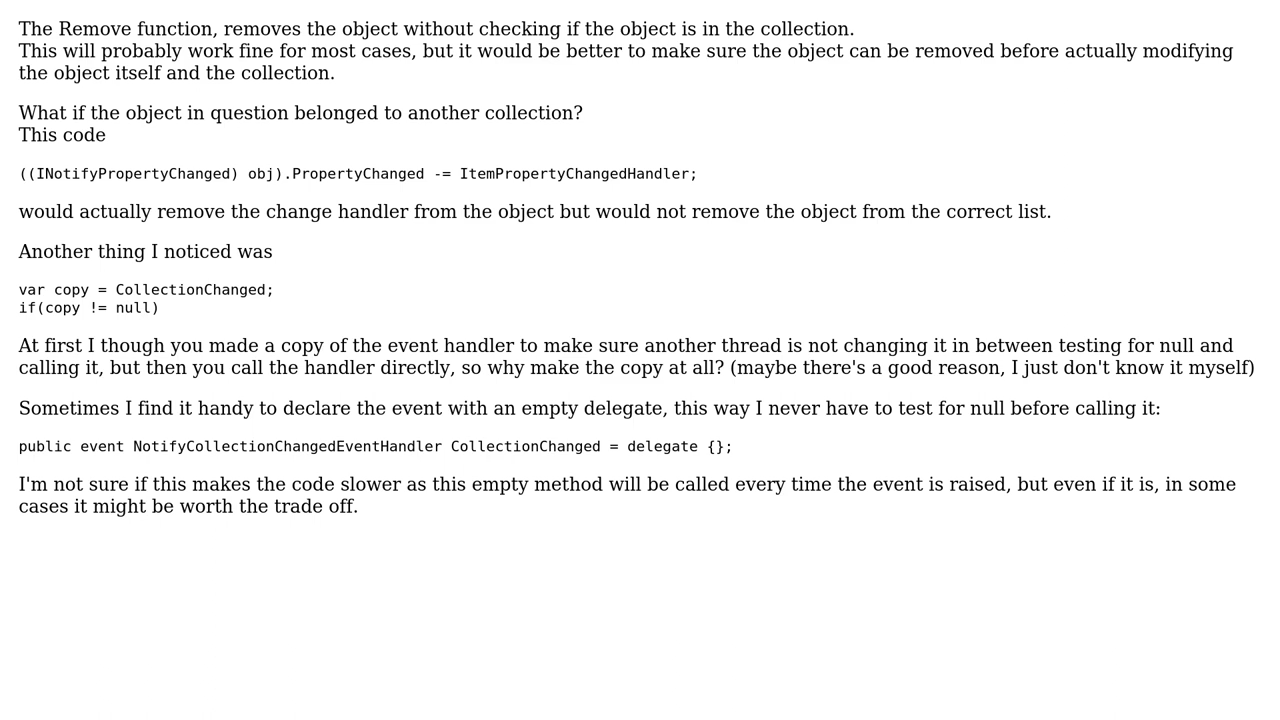 The Remove function, removes the object without checking if the object is in the collection.
This will probably work fine for most cases, but it would be better to make sure the object can be removed before actually modifying
the object itself and the collection.
What if the object in question belonged to another collection?
This code
((INotifyPropertyChanged) obj).PropertyChanged -= ItemPropertyChangedHandler;
would actually remove the change handler from the object but would not remove the object from the correct list.
Another thing I noticed was
var copy = CollectionChanged;
if(copy != null)
At first I though you made a copy of the event handler to make sure another thread is not changing it in between testing for null and
calling it, but then you call the handler directly, so why make the copy at all? (maybe there's a good reason, I just don't know it myself)
Sometimes I find it handy to declare the event with an empty delegate, this way I never have to test for null before calling it:
public event NotifyCollectionChangedEventHandler CollectionChanged = delegate {};
I'm not sure if this makes the code slower as this empty method will be called every time the event is raised, but even if it is, in some
cases it might be worth the trade off.